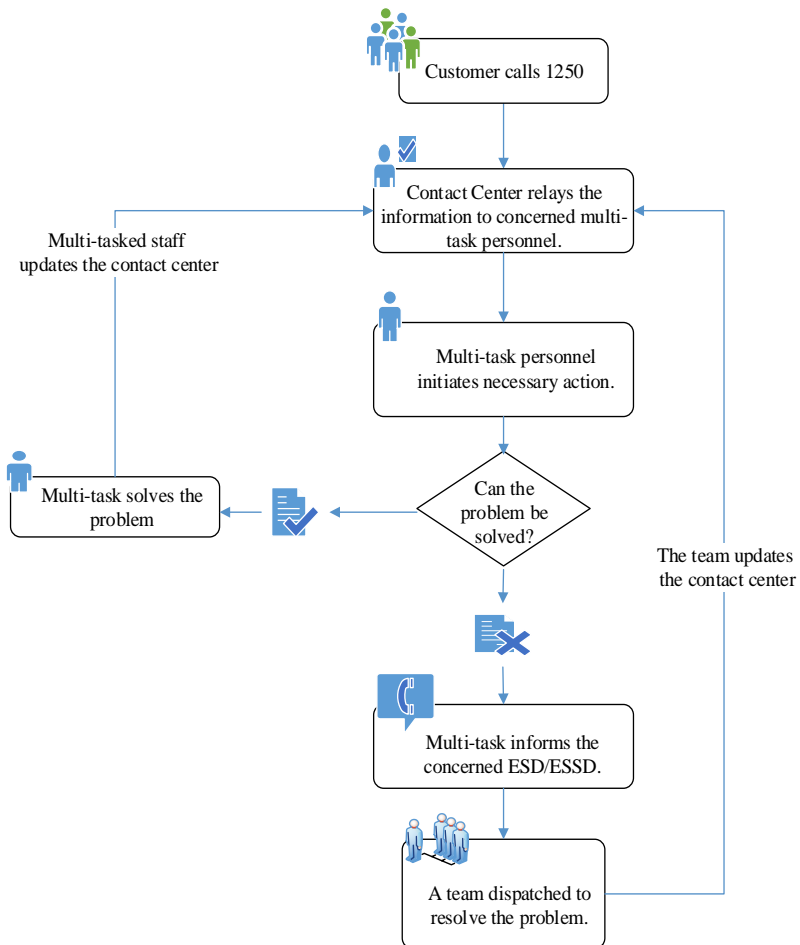 Customer calls 1250
Contact Center relays the
information to concerned multi-
task personnel.
Multi-tasked staff
updates the contact center
Multi-task personnel
initiates necessary action.
Can the
problem be
solved?
Multi-task solves the
problem
The team updates
the contact center
Multi-task informs the
concerned ESD/ESSD.
A team dispatched to
resolve the problem.